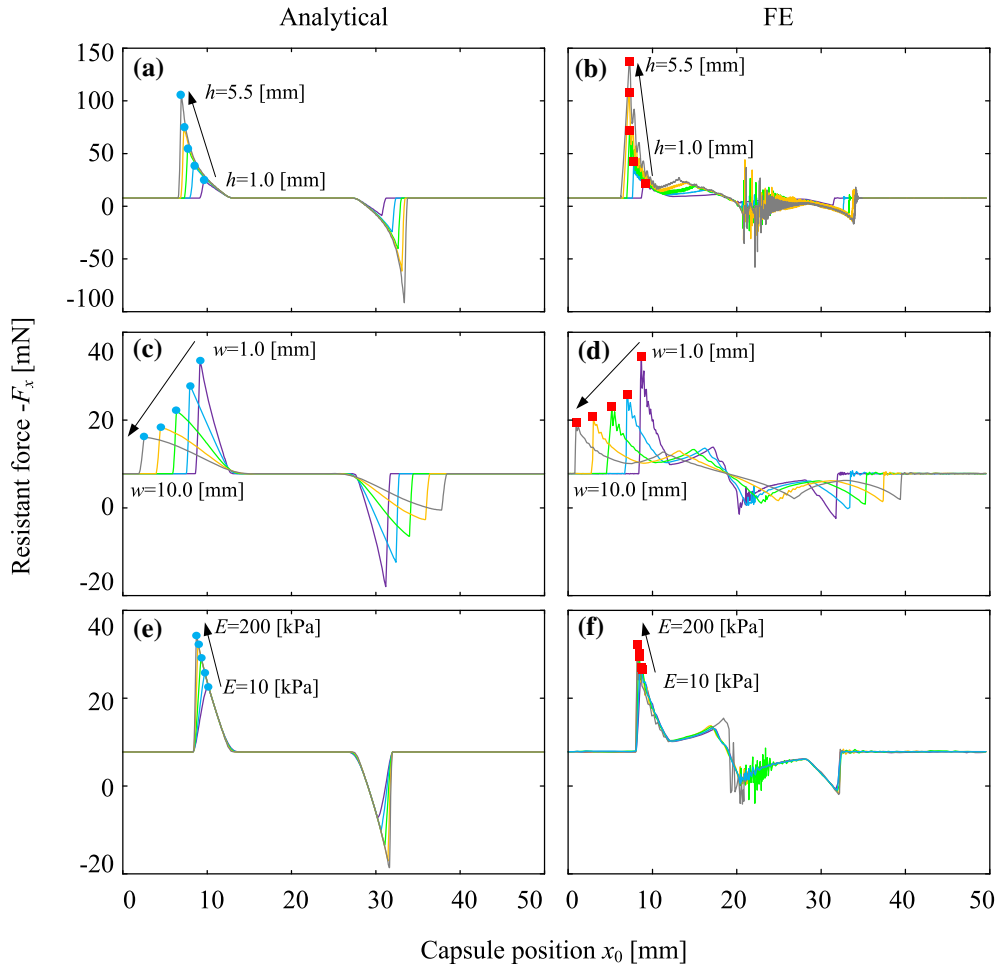 Analytical FE
(a) h=5.5 [mm] h=1.0 [mm]
(b) h=5.5 [mm] h=1.0 [mm]
150
100
50
0
-50
-100
(c) w=1.0 [mm] w=10.0 [mm]
(d) w=1.0 [mm] w=10.0 [mm]
40
20
0
-20
(e) E=200 [kPa] E=10 [kPa]
(f) E=200 [kPa] E=10 [kPa]
40
20
0
-20
0 10 20 30 40 50 0 10 20 30 40 50
Resistant force -Fₓ [mN]
Capsule position x₀ [mm]